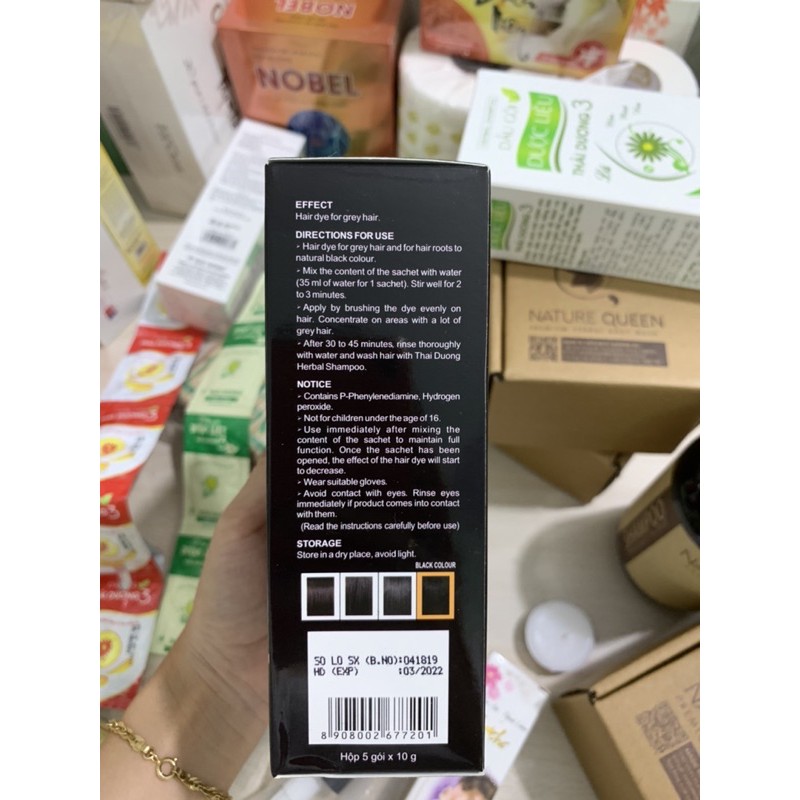 NOBEL
NOBEL
DẦU GỘI
DƯỢC LIỆU
THÁI DƯƠNG 3
NATURE QUEEN
EFFECT
Hair dye for grey hair.
DIRECTIONS FOR USE
- Hair dye for grey hair and for hair roots to
natural black colour.
- Mix the content of the sachet with water
(35 ml of water for 1 sachet). Stir well for 2
to 3 minutes.
- Apply by brushing the dye evenly on
hair. Concentrate on areas with a lot of
grey hair.
- After 30 to 45 minutes, rinse thoroughly
with water and wash hair with Thai Duong
Herbal Shampoo.
NOTICE
- Contains P-Phenylenediamine, Hydrogen
peroxide.
- Not for children under the age of 16.
- Use immediately after mixing the
content of the sachet to maintain full
function. Once the sachet has been
opened, the effect of the hair dye will start
to decrease.
- Wear suitable gloves.
- Avoid contact with eyes. Rinse eyes
immediately if product comes into contact
with them.
(Read the instructions carefully before use)
STORAGE
Store in a dry place, avoid light.
BLACK COLOUR
SO LO SX (B.NO):041819
HD (EXP) :03/2022
8 908002 677201
Hộp 5 gói x 10 g